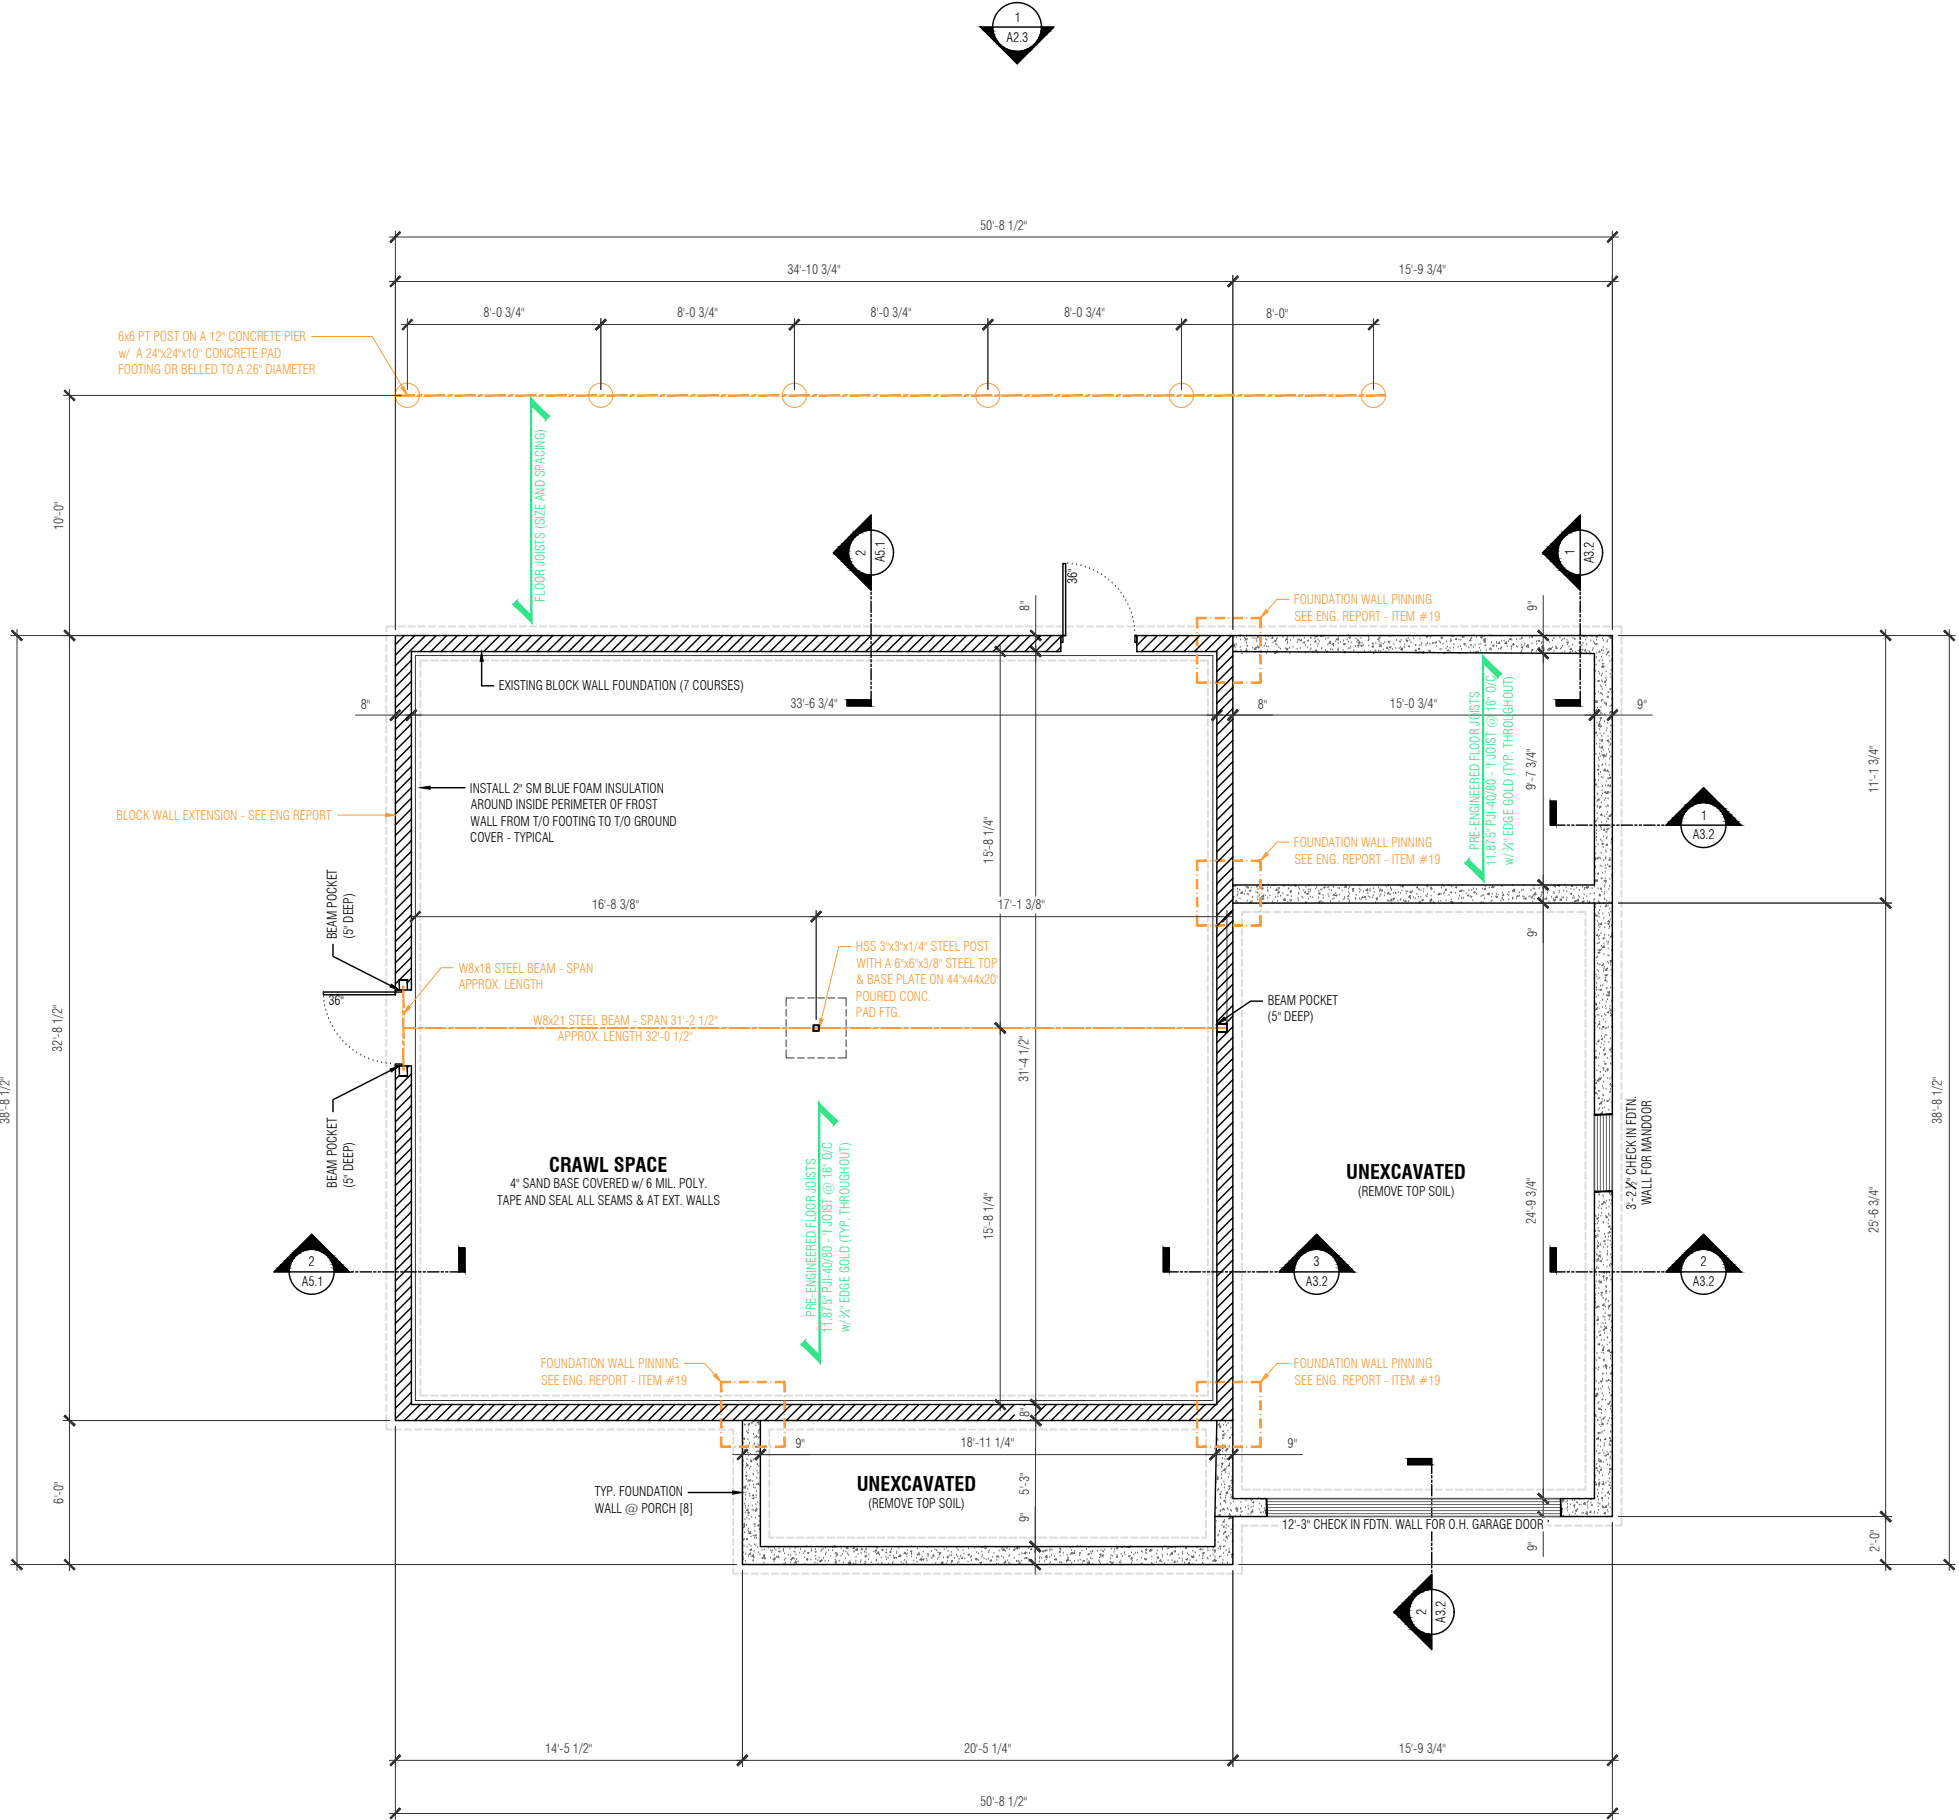 1
A2.3
50'-8 1/2"
34'-10 3/4"
15'-9 3/4"
8'-0 3/4"
8'-0 3/4"
8'-0 3/4"
8'-0 3/4"
8'-0"
6x6 PT POST ON A 12" CONCRETE PIER
w/ A 24"x24"x10" CONCRETE PAD
FOOTING OR BELLED TO A 26" DIAMETER
10'-0"
FLOOR JOISTS (SIZE AND SPACING)
2
A5.1
1
A3.2
36"
8"
9"
FOUNDATION WALL PINNING
SEE ENG. REPORT - ITEM #19
EXISTING BLOCK WALL FOUNDATION (7 COURSES)
8"
33'-6 3/4"
8"
15'-0 3/4"
9"
PRE-ENGINEERED FLOOR JOISTS
11.875" PJI-40/80 - 'I' JOIST @ 16" O/C
w/ ¾" EDGE GOLD (TYP. THROUGHOUT)
9'-7 3/4"
11'-1 3/4"
INSTALL 2" SM BLUE FOAM INSULATION
AROUND INSIDE PERIMETER OF FROST
WALL FROM T/O FOOTING TO T/O GROUND
COVER - TYPICAL
BLOCK WALL EXTENSION - SEE ENG REPORT
15'-8 1/4"
1
A3.2
FOUNDATION WALL PINNING
SEE ENG. REPORT - ITEM #19
BEAM POCKET
(5" DEEP)
16'-8 3/8"
17'-1 3/8"
9"
W8x18 STEEL BEAM - SPAN
APPROX. LENGTH
HSS 3"x3"x1/4" STEEL POST
WITH A 6"x6"x3/8" STEEL TOP
& BASE PLATE ON 44"x44x20"
POURED CONC.
PAD FTG.
36"
W8x21 STEEL BEAM - SPAN 31'-2 1/2"
APPROX. LENGTH 32'-0 1/2"
BEAM POCKET
(5" DEEP)
32'-8 1/2"
38'-8 1/2"
31'-4 1/2"
38'-8 1/2"
BEAM POCKET
(5" DEEP)
3'-2½" CHECK IN FDTN.
WALL FOR MANDOOR
CRAWL SPACE
4" SAND BASE COVERED w/ 6 MIL. POLY.
TAPE AND SEAL ALL SEAMS & AT EXT. WALLS
PRE-ENGINEERED FLOOR JOISTS
11.875" PJI-40/80 - 'I' JOIST @ 16" O/C
w/ ¾" EDGE GOLD (TYP. THROUGHOUT)
15'-8 1/4"
UNEXCAVATED
(REMOVE TOP SOIL)
24'-9 3/4"
25'-6 3/4"
2
A5.1
3
A3.2
2
A3.2
FOUNDATION WALL PINNING
SEE ENG. REPORT - ITEM #19
FOUNDATION WALL PINNING
SEE ENG. REPORT - ITEM #19
8"
9"
18'-11 1/4"
9"
6'-0"
TYP. FOUNDATION
WALL @ PORCH [8]
UNEXCAVATED
(REMOVE TOP SOIL)
5'-3"
9"
12'-3" CHECK IN FDTN. WALL FOR O.H. GARAGE DOOR
9"
2'-0"
2
A3.2
14'-5 1/2"
20'-5 1/4"
15'-9 3/4"
50'-8 1/2"